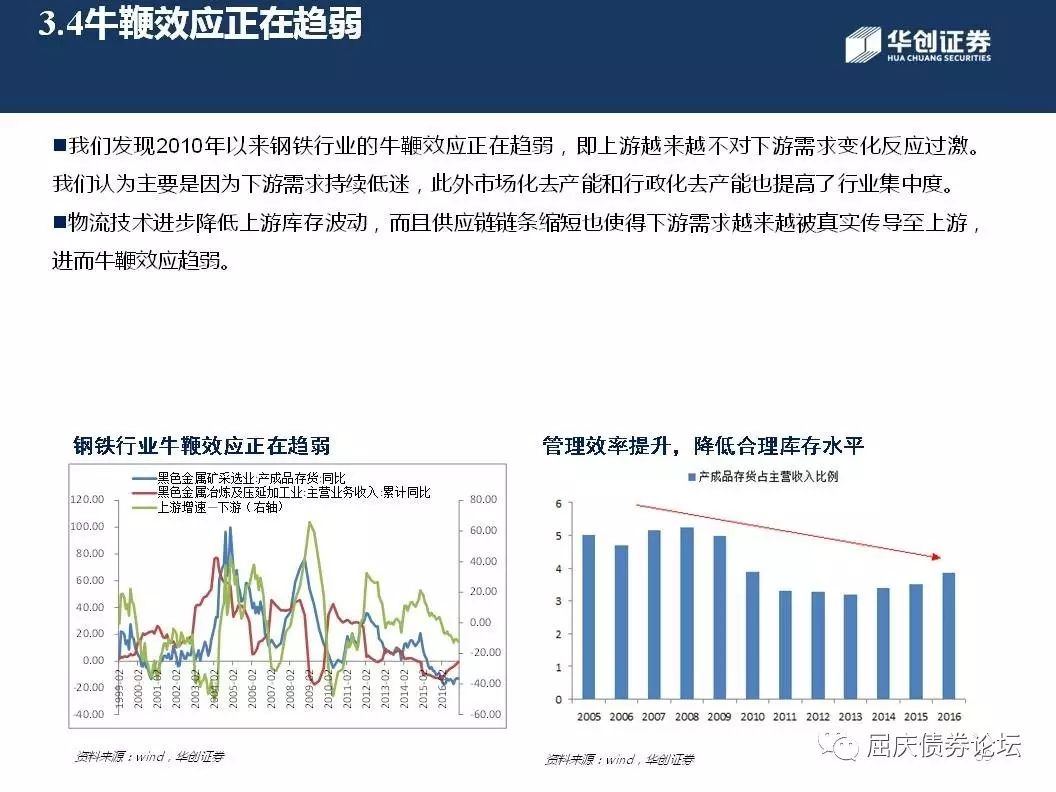 3.4牛鞭效应正在趋弱
华创证券
HUA CHUANG SECURITIES
■我们发现2010年以来钢铁行业的牛鞭效应正在趋弱，即上游越来越不对下游需求变化反应过激。
我们认为主要是因为下游需求持续低迷，此外市场化去产能和行政化去产能也提高了行业集中度。
■物流技术进步降低上游库存波动，而且供应链链条缩短也使得下游需求越来越被真实传导至上游，
进而牛鞭效应趋弱。
钢铁行业牛鞭效应正在趋弱
黑色金属矿采选业:产成品存货:同比
黑色金属冶炼及压延加工业:主营业务收入:累计同比
上游增速—下游（右轴）
120.00
100.00
80.00
60.00
40.00
20.00
0.00
-20.00
-40.00
80.00
60.00
40.00
20.00
0.00
-20.00
-40.00
-60.00
1999-02
2000-02
2001-02
2002-02
2003-02
2004-02
2005-02
2006-02
2007-02
2008-02
2009-02
2010-02
2011-02
2012-02
2013-02
2014-02
2015-02
2016-02
资料来源：wind，华创证券
管理效率提升，降低合理库存水平
产成品存货占主营收入比例
6
5
4
3
2
1
0
2005 2006 2007 2008 2009 2010 2011 2012 2013 2014 2015 2016
资料来源：wind，华创证券
屈庆债券论坛